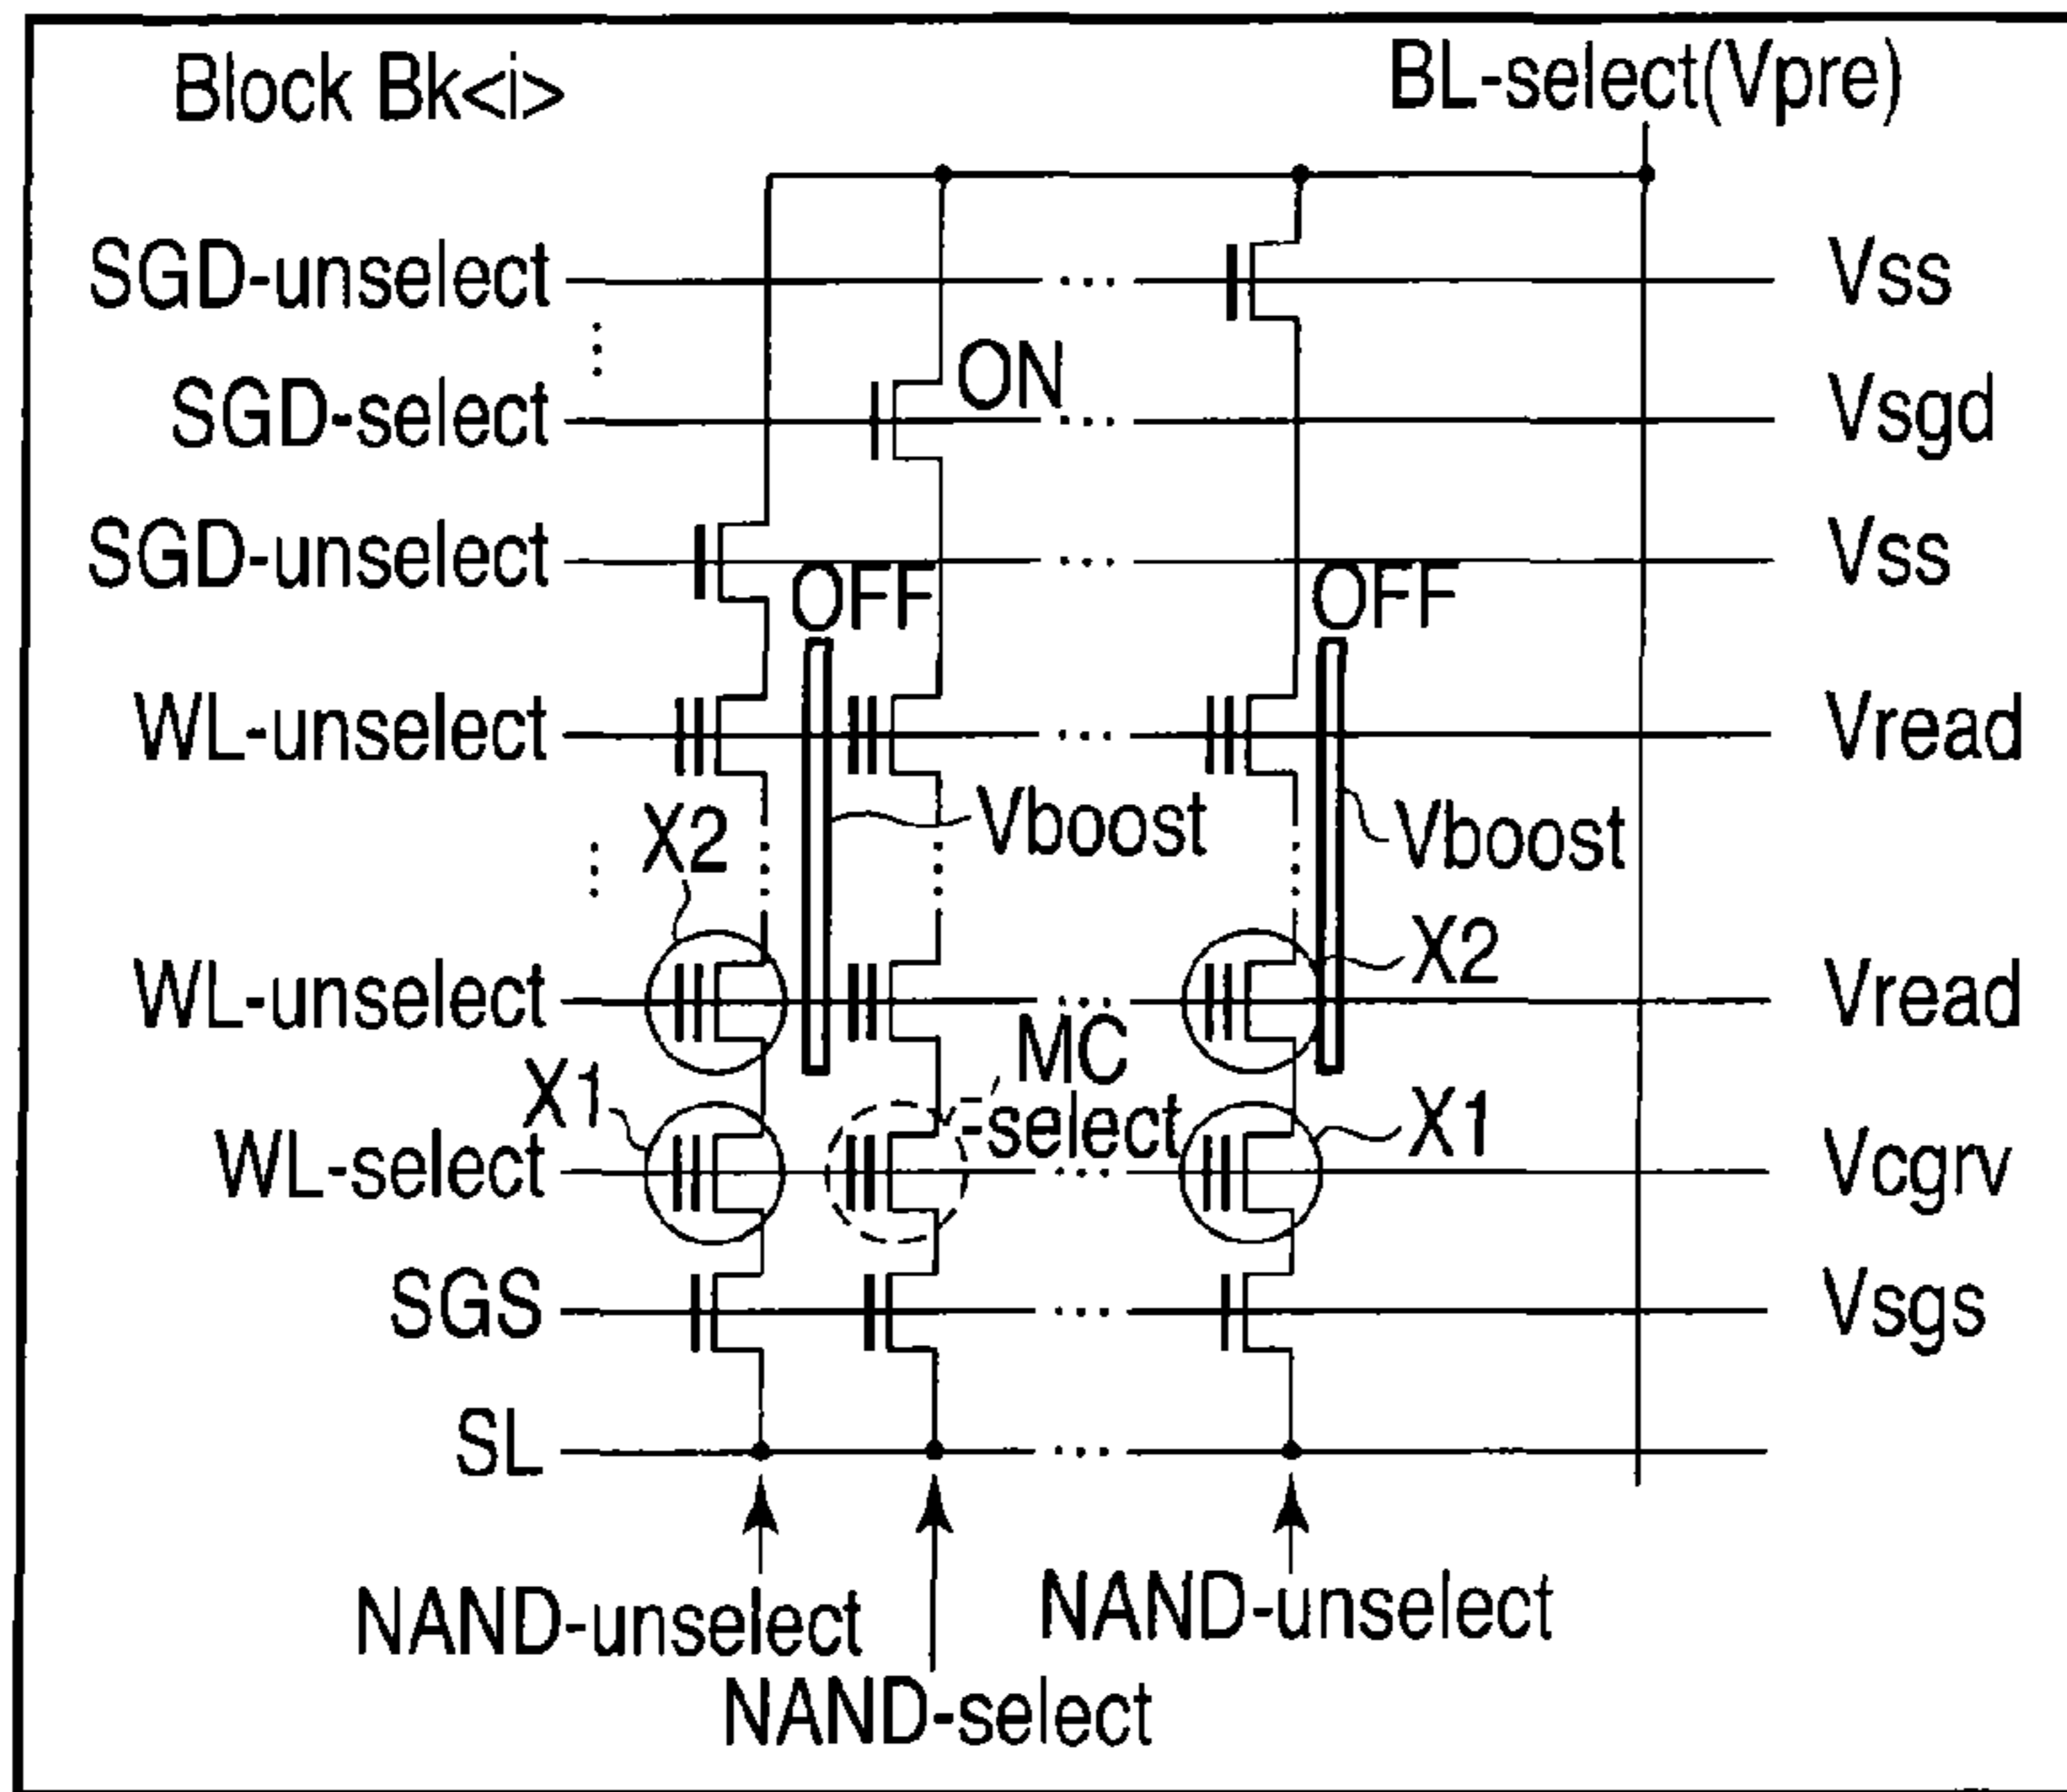 Block Bk<i>
BL-select(Vpre)
SGD-unselect
Vss
ON
SGD-select
Vsgd
SGD-unselect
Vss
OFF
OFF
WL-unselect
Vread
Vboost
Vboost
X2
WL-unselect
X2
Vread
MC
-select
X1
X1
WL-select
Vcgrv
SGS
Vsgs
SL
NAND-unselect
NAND-unselect
NAND-select